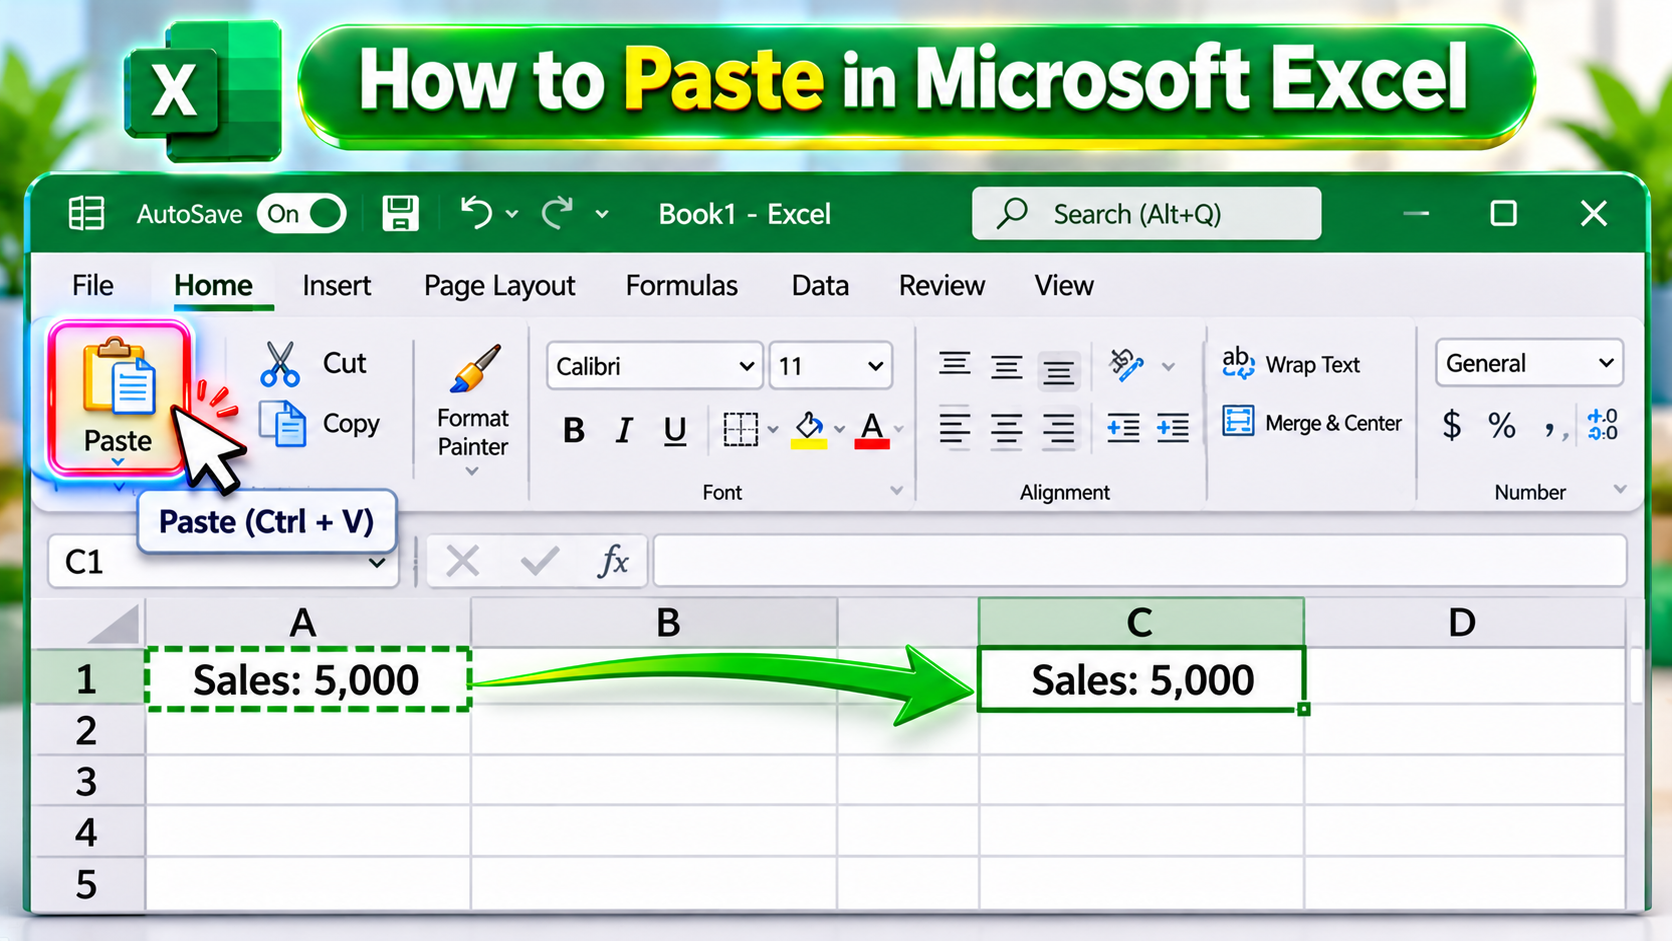 X
How to Paste in Microsoft Excel
AutoSave On Book1 - Excel Search (Alt+Q)
File Home Insert Page Layout Formulas Data Review View
Paste
Cut
Copy
Format
Painter
Calibri 11
B I U A
Font
Alignment
ab Wrap Text
Merge & Center
General
$ % ,
Number
Paste (Ctrl + V)
C1 fx
A B C D
1 Sales: 5,000 Sales: 5,000
2
3
4
5